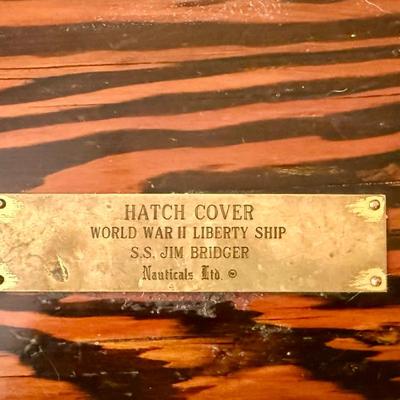 HATCH COVER
WORLD WAR II LIBERTY SHIP
S.S. JIM BRIDGER
Nauticals Ltd. ©